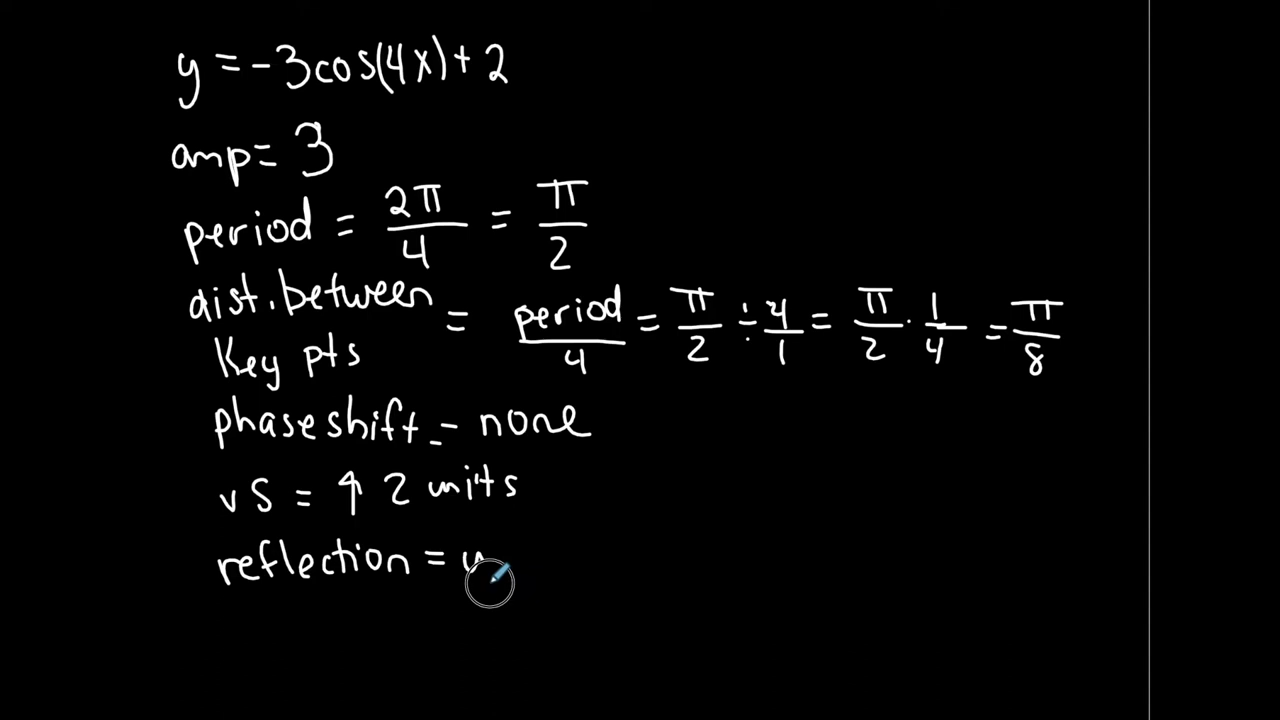 y = -3cos(4x)+2
amp= 3
period = 2π/4 = π/2
dist. between Key pts = period/4 = π/2 ÷ 4/1 = π/2 · 1/4 = π/8
phase shift = none
vS = ↑ 2 units
reflection =